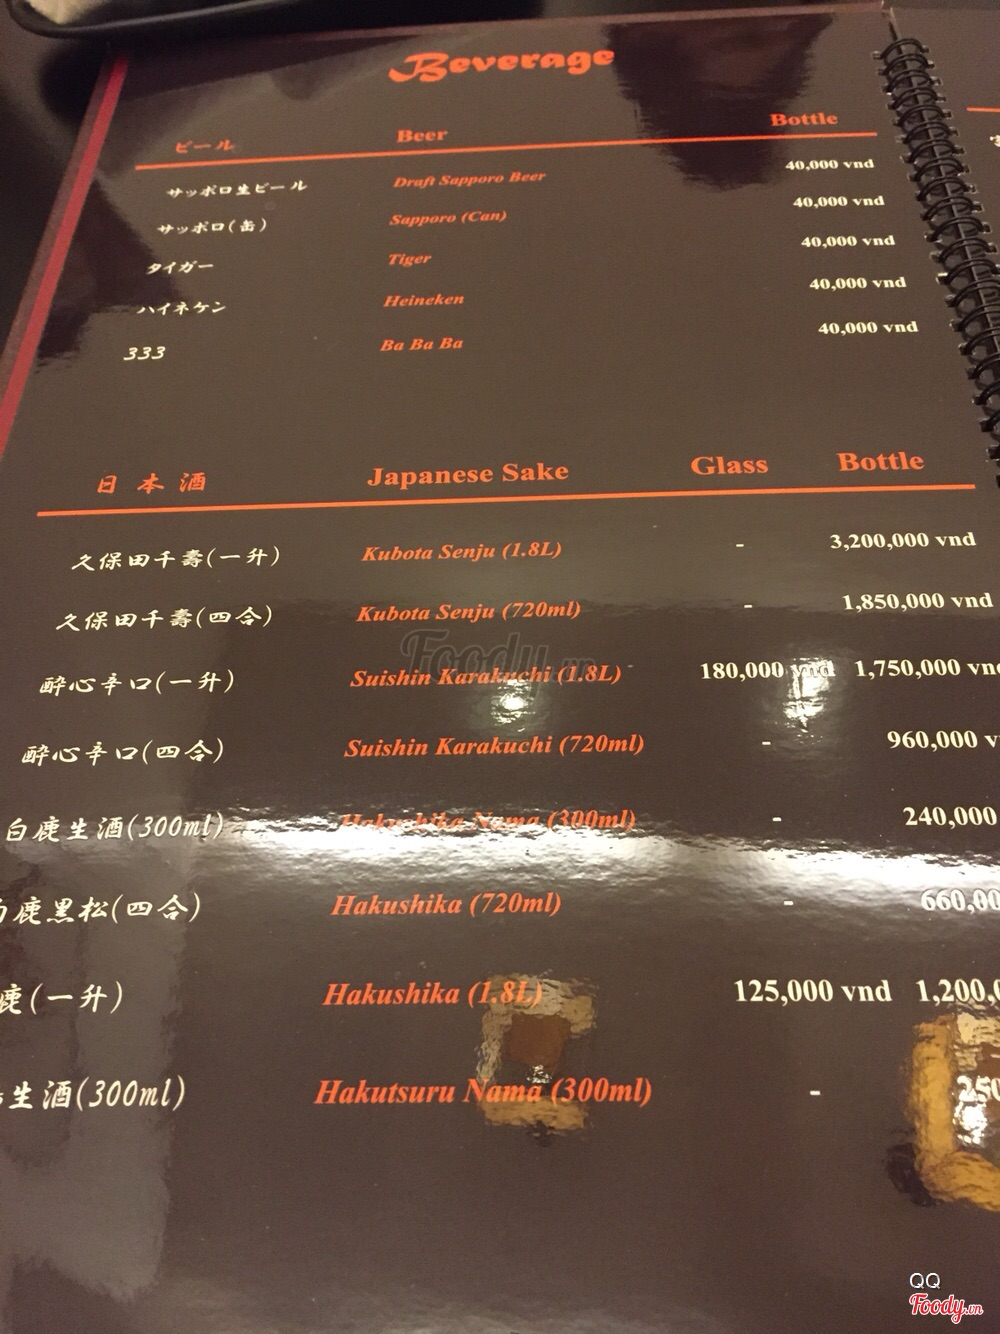 Beverage
ビール Beer Bottle
サッポロ生ビール Draft Sapporo Beer 40,000 vnd
サッポロ(缶) Sapporo (Can) 40,000 vnd
タイガー Tiger 40,000 vnd
ハイネケン Heineken 40,000 vnd
333 Ba Ba Ba 40,000 vnd
日本酒 Japanese Sake Glass Bottle
久保田千壽(一升) Kubota Senju (1.8L) - 3,200,000 vnd
久保田千壽(四合) Kubota Senju (720ml) - 1,850,000 vnd
Foody.vn
酔心辛口(一升) Suishin Karakuchi (1.8L) 180,000 vnd 1,750,000 vnd
酔心辛口(四合) Suishin Karakuchi (720ml) - 960,000 v
白鹿生酒(300ml) Hakushika Nama (300ml) - 240,000
白鹿黒松(四合) Hakushika (720ml) - 660,00
鹿(一升) Hakushika (1.8L) 125,000 vnd 1,200,0
生酒(300ml) Hakutsuru Nama (300ml) - 250
QQ
Foody.vn